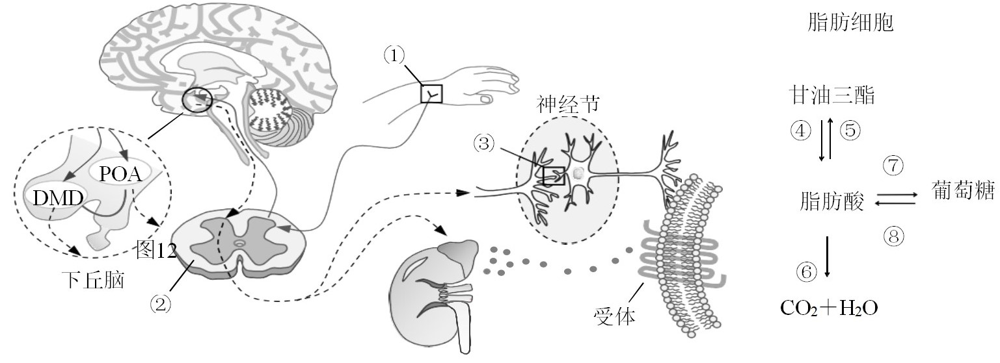 脂肪细胞
①
神经节
甘油三酯
④ ⑤
③
POA
DMD
⑦
葡萄糖
脂肪酸
⑧
图12
下丘脑
②
⑥
受体
CO₂+H₂O